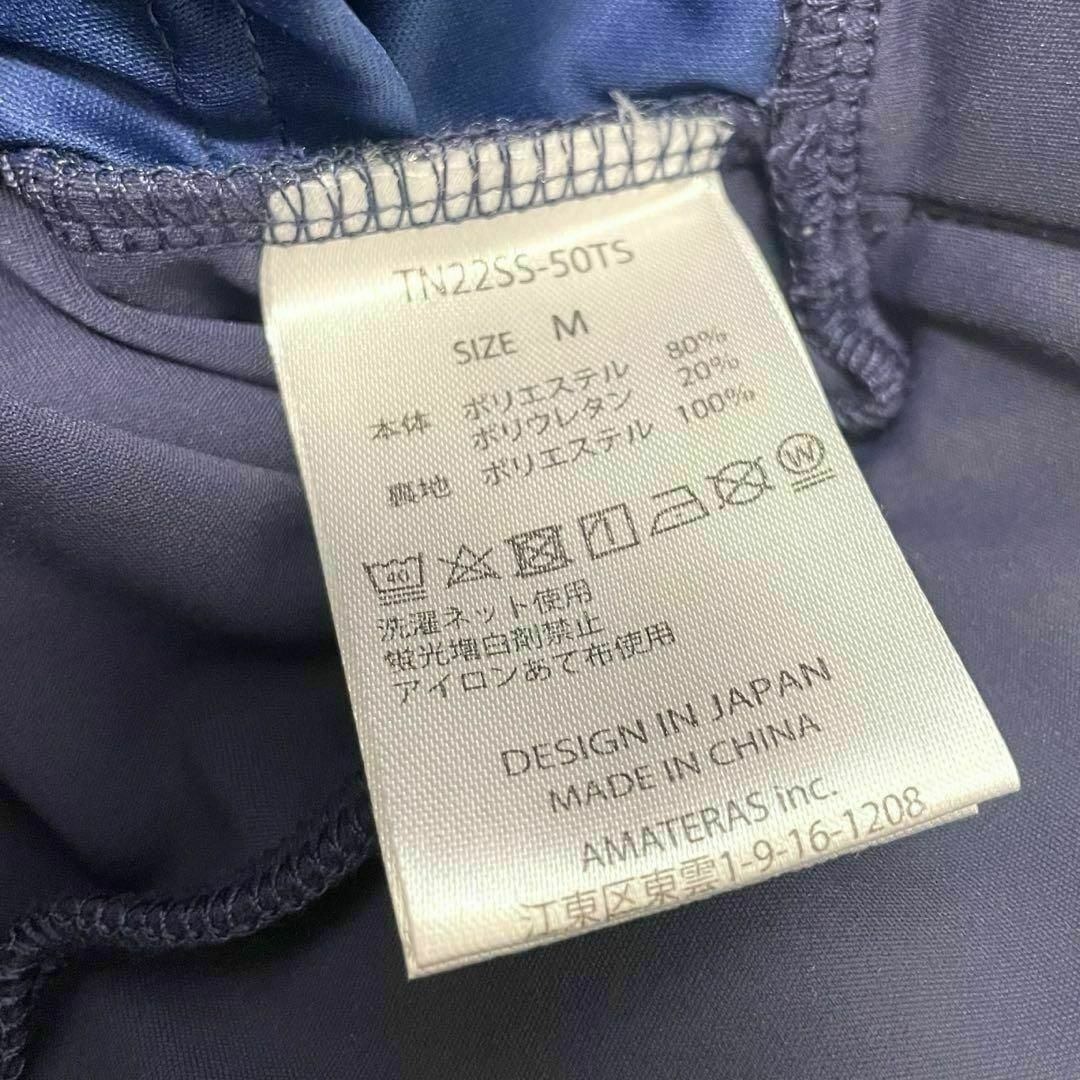 TN22SS-50TS
SIZE M
本体 ポリエステル 80%
ポリウレタン 20%
裏地 ポリエステル 100%
40 W
洗濯ネット使用
蛍光増白剤禁止
アイロンあて布使用
DESIGN IN JAPAN
MADE IN CHINA
AMATERAS inc.
江東区東雲1-9-16-1208